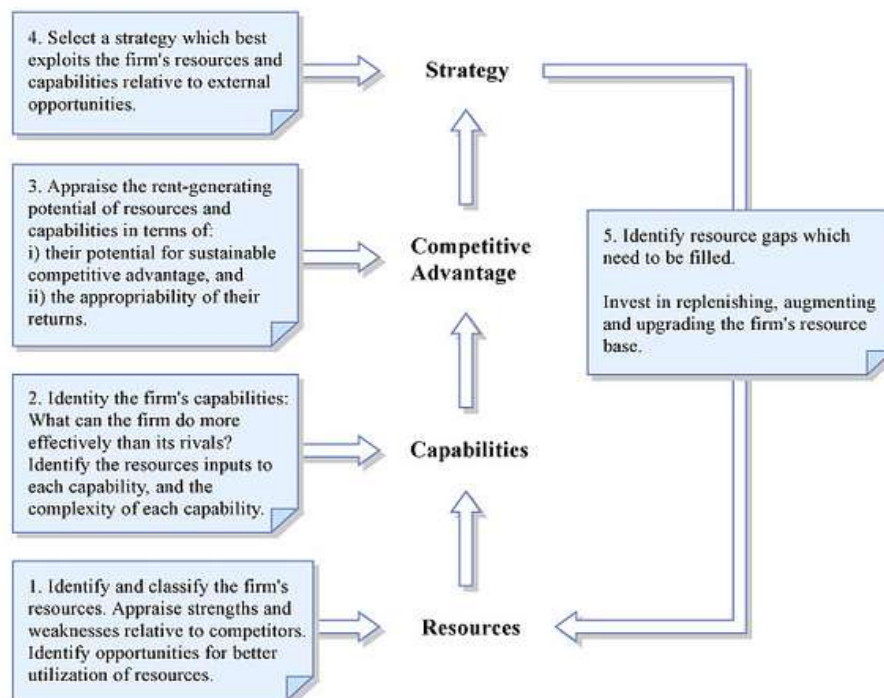 4. Select a strategy which best
exploits the firm's resources and
capabilities relative to external
opportunities.
Strategy
3. Appraise the rent-generating
potential of resources and
capabilities in terms of:
i) their potential for sustainable
competitive advantage, and
ii) the appropriability of their
returns.
Competitive
Advantage
5. Identify resource gaps which
need to be filled.
Invest in replenishing, augmenting
and upgrading the firm's resource
base.
2. Identity the firm's capabilities:
What can the firm do more
effectively than its rivals?
Identify the resources inputs to
each capability, and the
complexity of each capability.
Capabilities
1. Identify and classify the firm's
resources. Appraise strengths and
weaknesses relative to competitors.
Identify opportunities for better
utilization of resources.
Resources